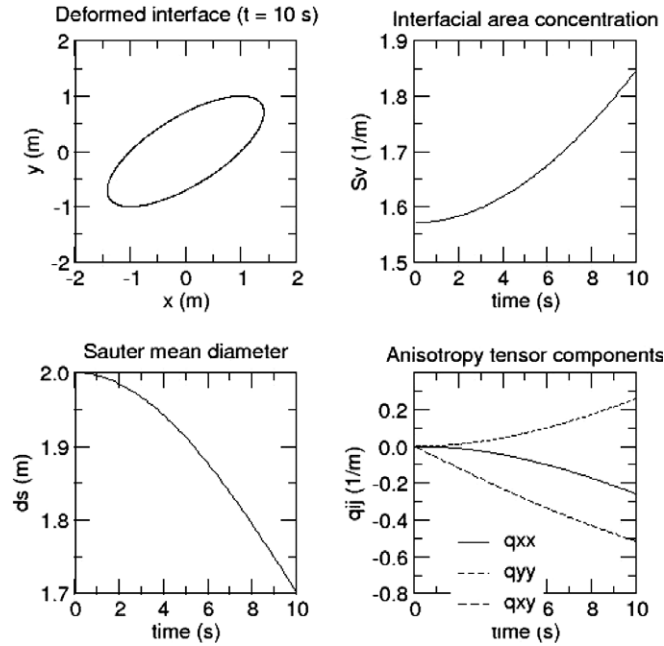 Deformed interface (t = 10 s)
2
1
0
-1
-2
y (m)
-2 -1 0 1 2
x (m)
Interfacial area concentration
1.9
1.8
1.7
1.6
1.5
Sv (1/m)
0 2 4 6 8 10
time (s)
Sauter mean diameter
2.0
1.9
1.8
1.7
ds (m)
0 2 4 6 8 10
time (s)
Anisotropy tensor components
0.2
0.0
-0.2
-0.4
-0.6
-0.8
qij (1/m)
qxx
qyy
qxy
0 2 4 6 8 10
time (s)